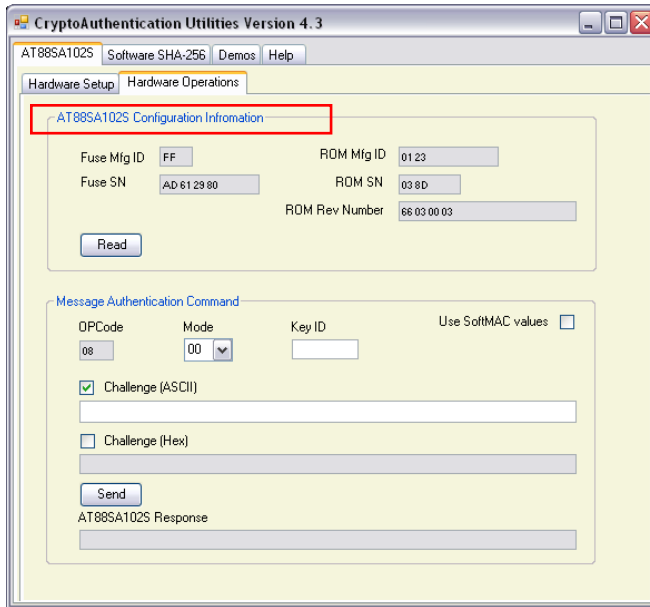 CryptoAuthentication Utilities Version 4.3
AT88SA102S Software SHA-256 Demos Help
Hardware Setup Hardware Operations
AT88SA102S Configuration Infromation
Fuse Mfg ID FF ROM Mfg ID 01 23
Fuse SN AD 61 29 80 ROM SN 03 8D
ROM Rev Number 66 03 00 03
Read
Message Authentication Command
OPCode Mode Key ID Use SoftMAC values
08 00
Challenge (ASCII)
Challenge (Hex)
Send
AT88SA102S Response